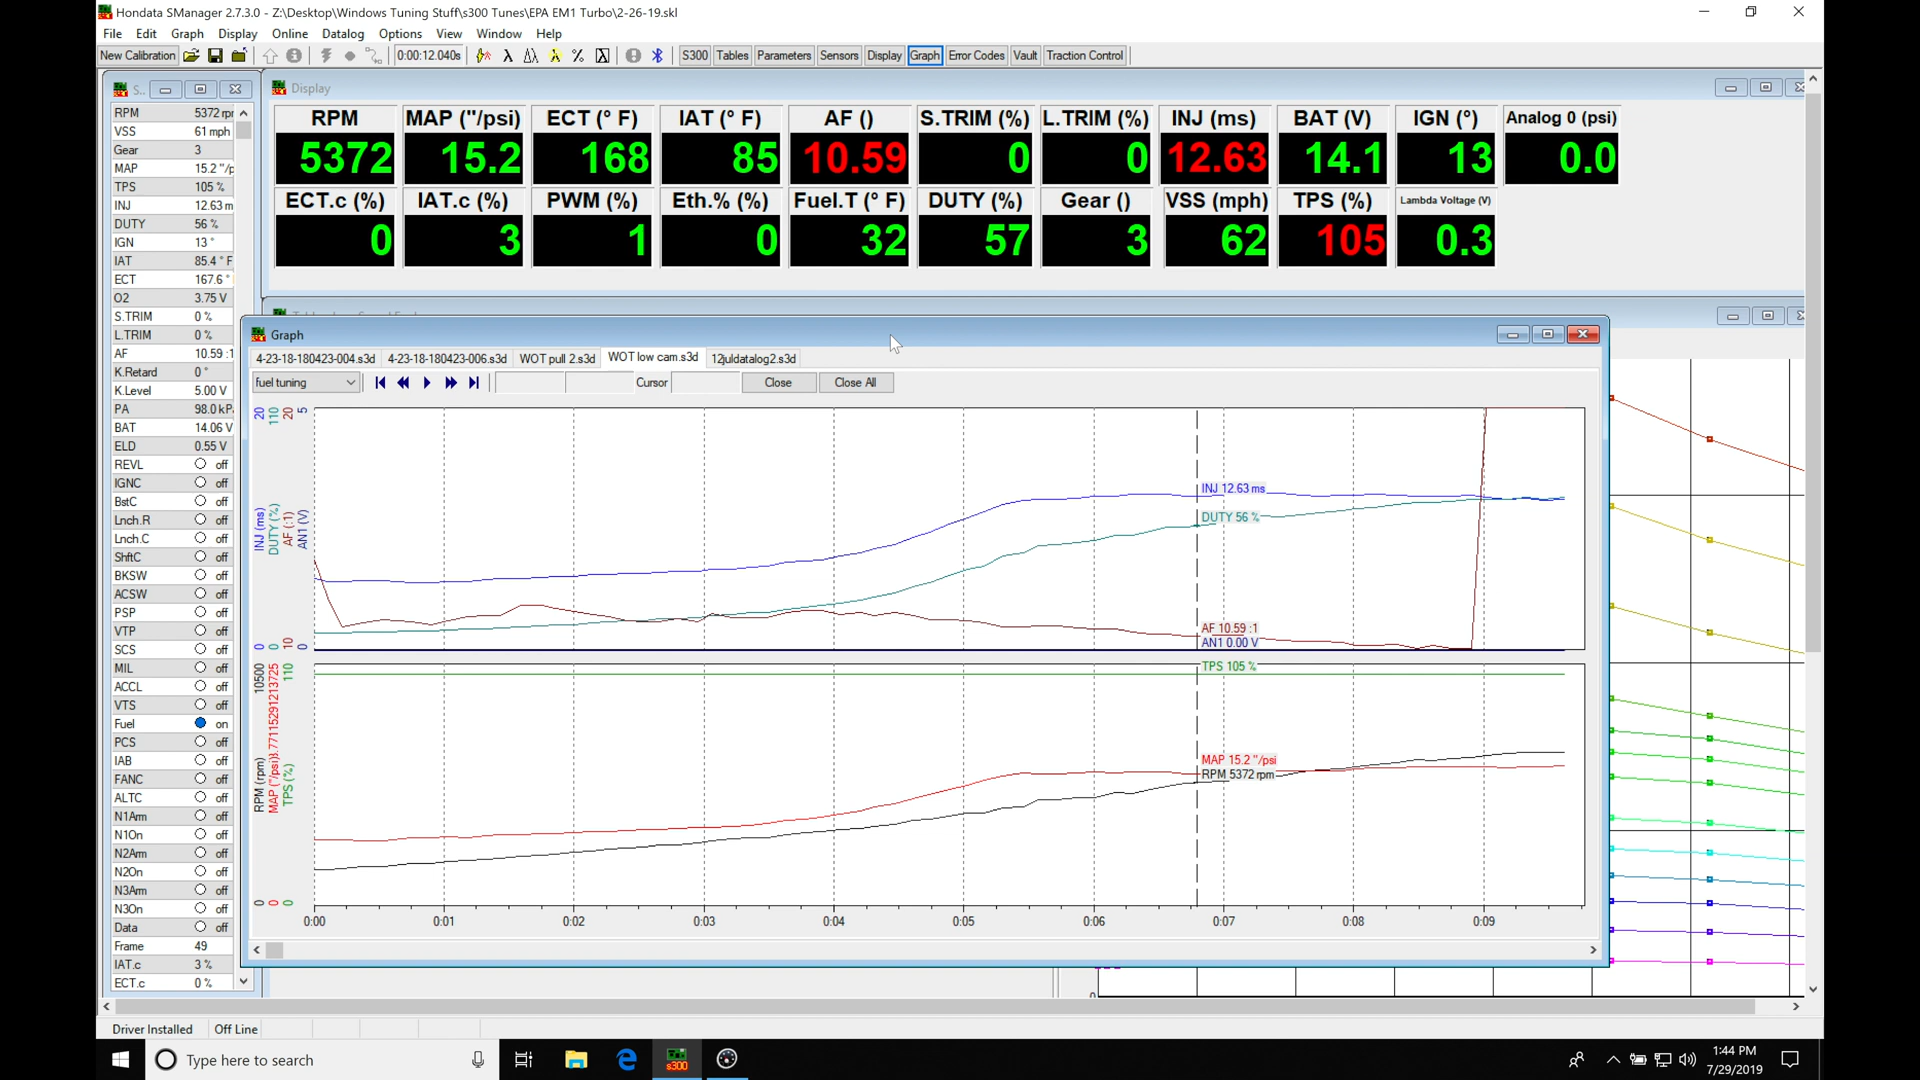 Hondata SManager 2.7.3.0 - Z:\Desktop\Windows Tuning Stuff\s300 Tunes\EPA EM1 Turbo\2-26-19.skl
File Edit Graph Display Online Datalog Options View Window Help
New Calibration 0:00:12.040s S300 Tables Parameters Sensors Display Graph Error Codes Vault Traction Control
S..
RPM 5372 rpr
VSS 61 mph
Gear 3
MAP 15.2 "/p
TPS 105 %
INJ 12.63 m
DUTY 56 %
IGN 13 °
IAT 85.4 ° F
ECT 167.6 °
O2 3.75 V
S.TRIM 0 %
L.TRIM 0 %
AF 10.59 :1
K.Retard 0 °
K.Level 5.00 V
PA 98.0 kP
BAT 14.06 V
ELD 0.55 V
REVL off
IGNC off
BstC off
Lnch.R off
Lnch.C off
ShftC off
BKSW off
ACSW off
PSP off
VTP off
SCS off
MIL off
ACCL off
VTS off
Fuel on
PCS off
IAB off
FANC off
ALTC off
N1Arm off
N1On off
N2Arm off
N2On off
N3Arm off
N3On off
Data off
Frame 49
IAT.c 3 %
ECT.c 0 %
Display
RPM MAP ("/psi) ECT (° F) IAT (° F) AF () S.TRIM (%) L.TRIM (%) INJ (ms) BAT (V) IGN (°) Analog 0 (psi)
5372 15.2 168 85 10.59 0 0 12.63 14.1 13 0.0
ECT.c (%) IAT.c (%) PWM (%) Eth.% (%) Fuel.T (° F) DUTY (%) Gear () VSS (mph) TPS (%) Lambda Voltage (V)
0 3 1 0 32 57 3 62 105 0.3
Graph
4-23-18-180423-004.s3d 4-23-18-180423-006.s3d WOT pull 2.s3d WOT low cam.s3d 12juldatalog2.s3d
fuel tuning Cursor Close Close All
20 110 20 5
INJ (ms) DUTY (%) AF (:1) AN1 (V)
0 0 10 0
INJ 12.63 ms
DUTY 56 %
AF 10.59 :1
AN1 0.00 V
10500 110
RPM (rpm) MAP ("/psi) TPS (%)
0 0 0
TPS 105 %
MAP 15.2 "/psi
RPM 5372 rpm
0:00 0:01 0:02 0:03 0:04 0:05 0:06 0:07 0:08 0:09
0
Driver Installed Off Line
Type here to search
s300
1:44 PM
7/29/2019